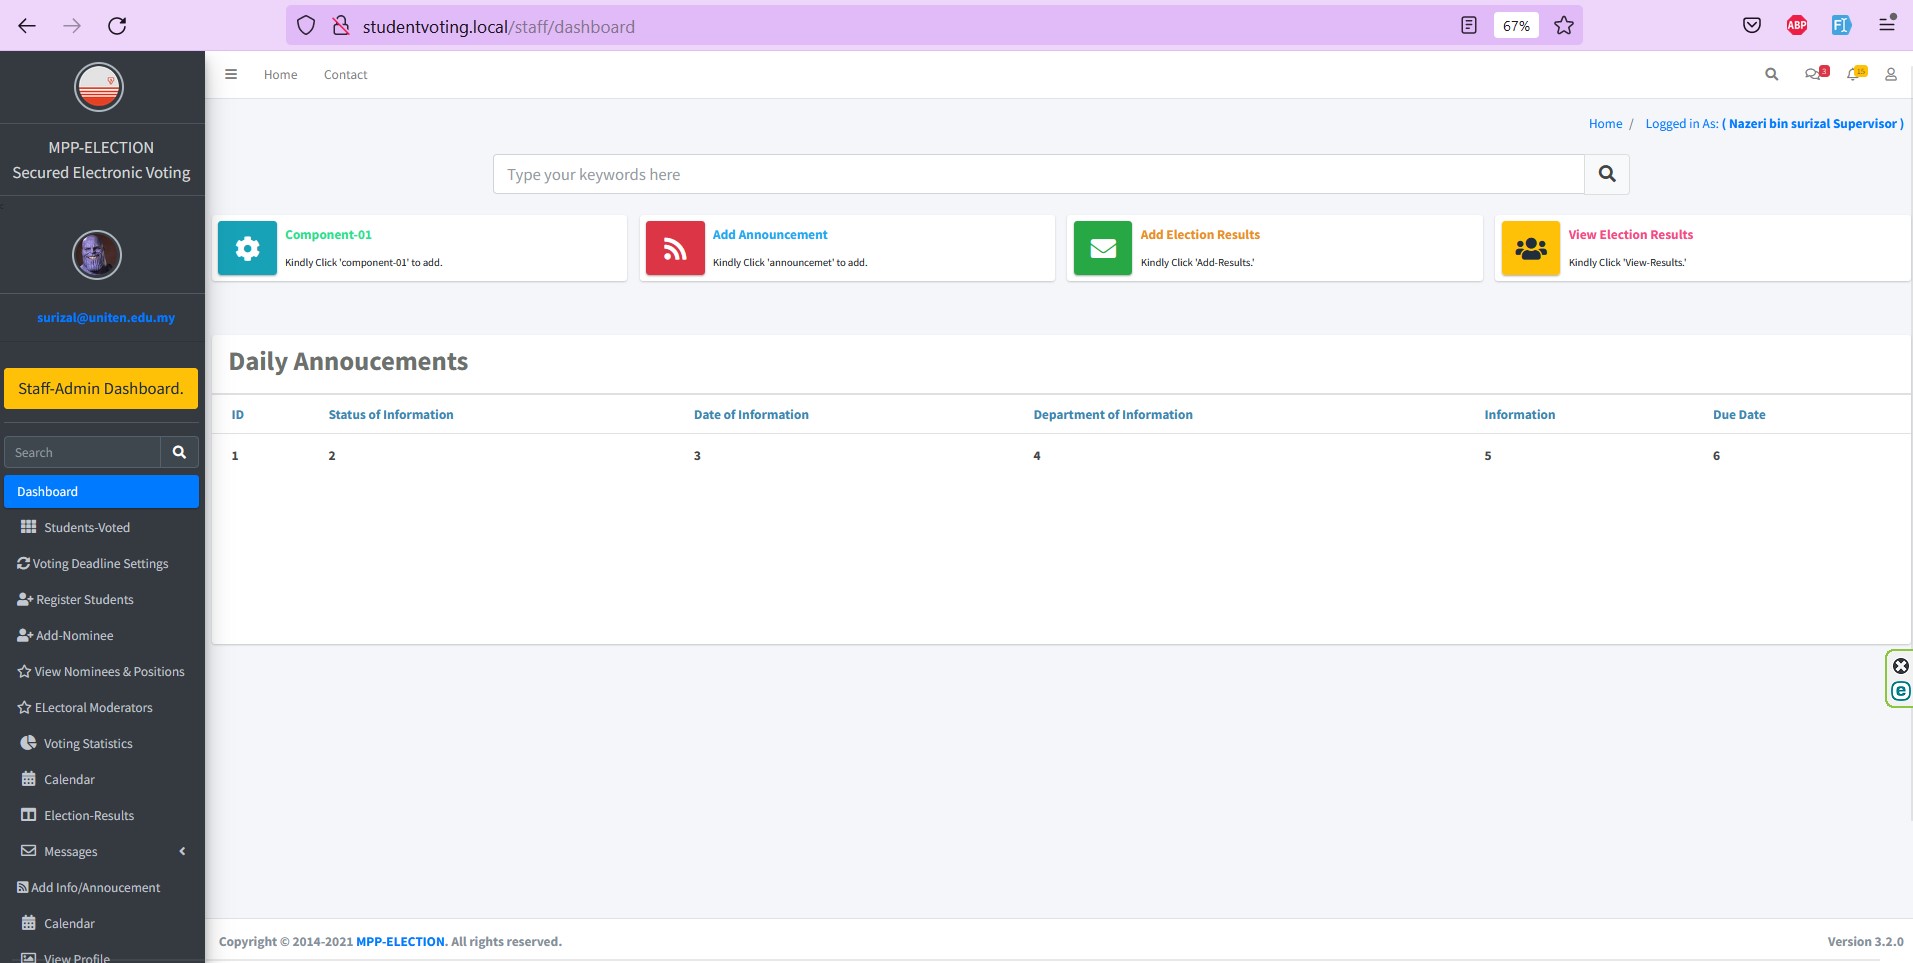 studentvoting.local/staff/dashboard
67%
ABP
MPP-ELECTION
Secured Electronic Voting
surizal@uniten.edu.my
Staff-Admin Dashboard.
Search
Dashboard
Students-Voted
Voting Deadline Settings
Register Students
Add-Nominee
View Nominees & Positions
ELectoral Moderators
Voting Statistics
Calendar
Election-Results
Messages
Add Info/Annoucement
Calendar
View Profile
Home Contact
3
15
Home / Logged in As: ( Nazeri bin surizal Supervisor )
Type your keywords here
Component-01
Kindly Click 'component-01' to add.
Add Announcement
Kindly Click 'announcemet' to add.
Add Election Results
Kindly Click 'Add-Results.'
View Election Results
Kindly Click 'View-Results.'
Daily Annoucements
ID Status of Information Date of Information Department of Information Information Due Date
1 2 3 4 5 6
Copyright © 2014-2021 MPP-ELECTION. All rights reserved.
Version 3.2.0